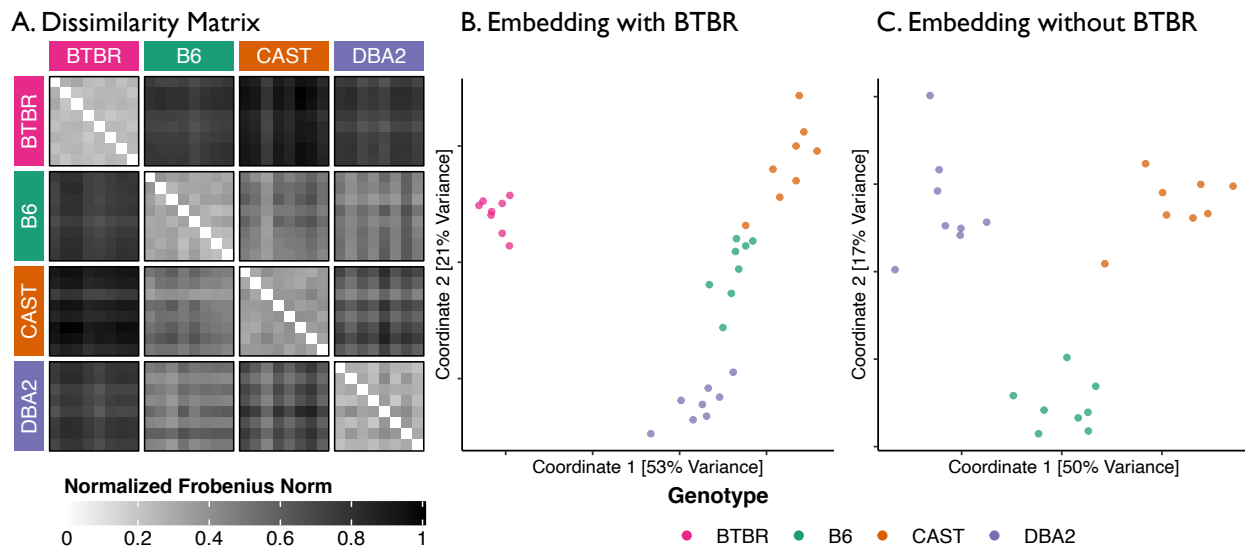 A. Dissimilarity Matrix
BTBR B6 CAST DBA2
BTBR
B6
CAST
DBA2
Normalized Frobenius Norm
0 0.2 0.4 0.6 0.8 1
B. Embedding with BTBR
Coordinate 2 [21% Variance]
Coordinate 1 [53% Variance]
C. Embedding without BTBR
Coordinate 2 [17% Variance]
Coordinate 1 [50% Variance]
Genotype
BTBR B6 CAST DBA2